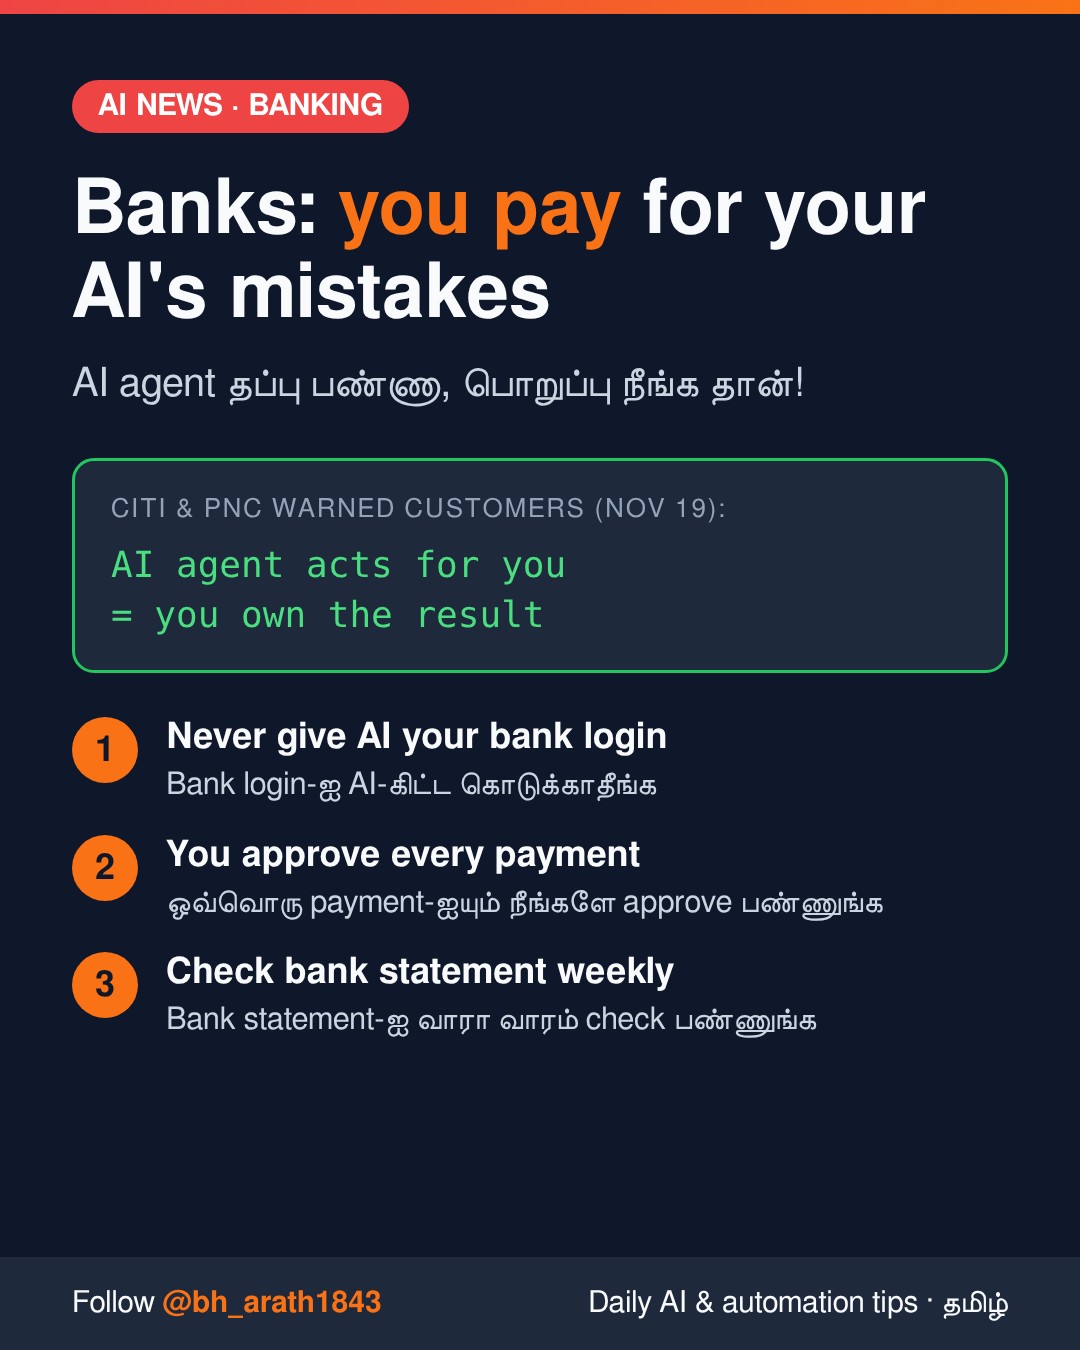 AI NEWS · BANKING
Banks: you pay for your
AI's mistakes
AI agent தப்பு பண்ணா, பொறுப்பு நீங்க தான்!
CITI & PNC WARNED CUSTOMERS (NOV 19):
AI agent acts for you
= you own the result
1
Never give AI your bank login
Bank login-ஐ AI-கிட்ட கொடுக்காதீங்க
2
You approve every payment
ஒவ்வொரு payment-ஐயும் நீங்களே approve பண்ணுங்க
3
Check bank statement weekly
Bank statement-ஐ வாரா வாரம் check பண்ணுங்க
Follow @bh_arath1843
Daily AI & automation tips · தமிழ்